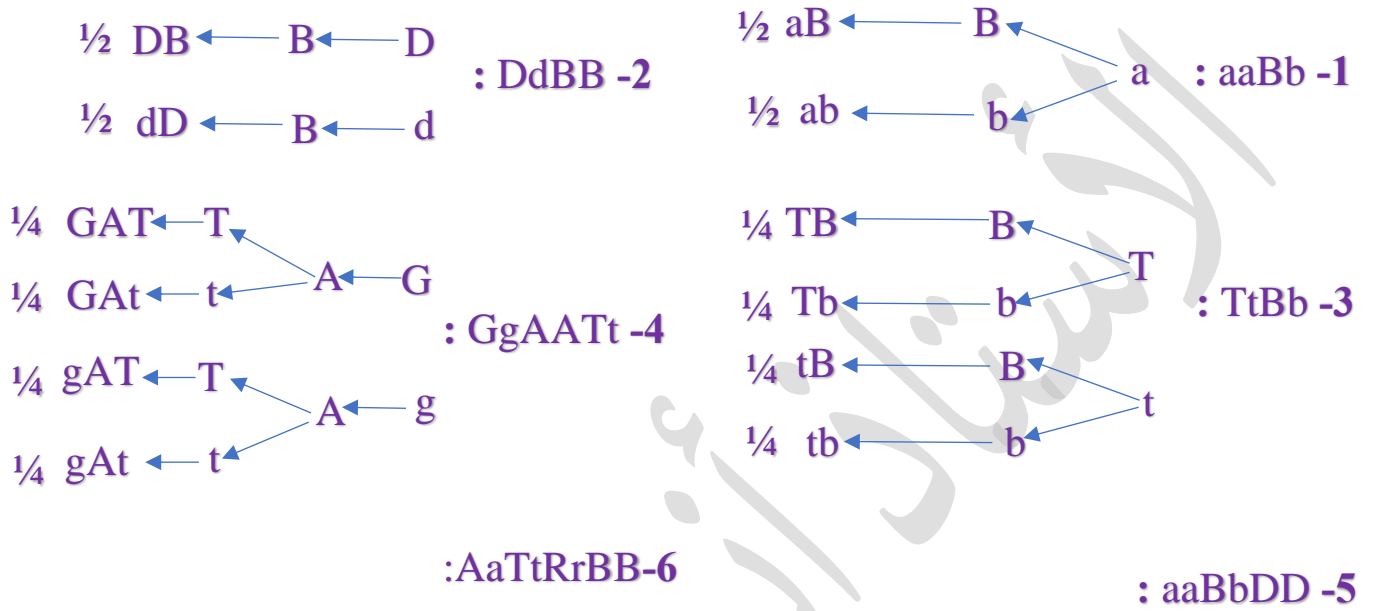 1- aaBb :
a
B aB ½
b ab ½
2- DdBB :
D B DB ½
d B dD ½
3- TtBb :
T
B TB ¼
b Tb ¼
t
B tB ¼
b tb ¼
4- GgAATt :
G A
T GAT ¼
t GAt ¼
g A
T gAT ¼
t gAt ¼
5- aaBbDD :
6-AaTtRrBB:
الأستاذ